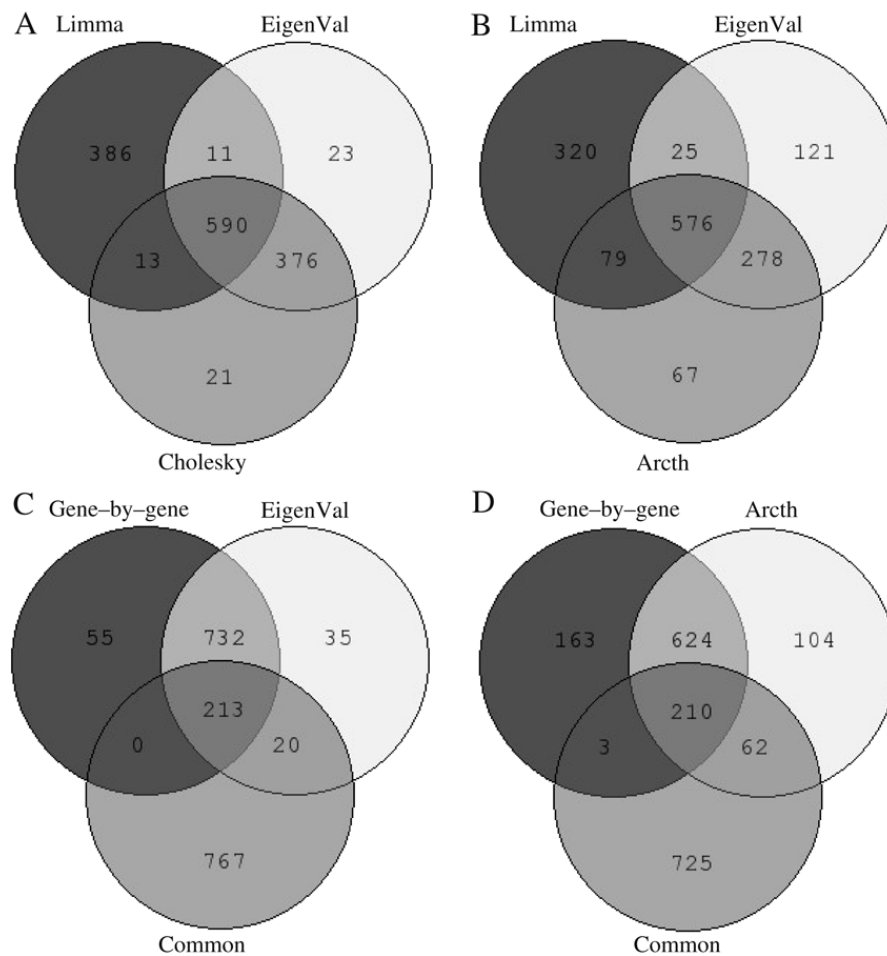 A
Limma
EigenVal
386
11
23
590
13
376
21
Cholesky
B
Limma
EigenVal
320
25
121
576
79
278
67
Arcth
C
Gene–by–gene
EigenVal
55
732
35
213
0
20
767
Common
D
Gene–by–gene
Arcth
163
624
104
210
3
62
725
Common